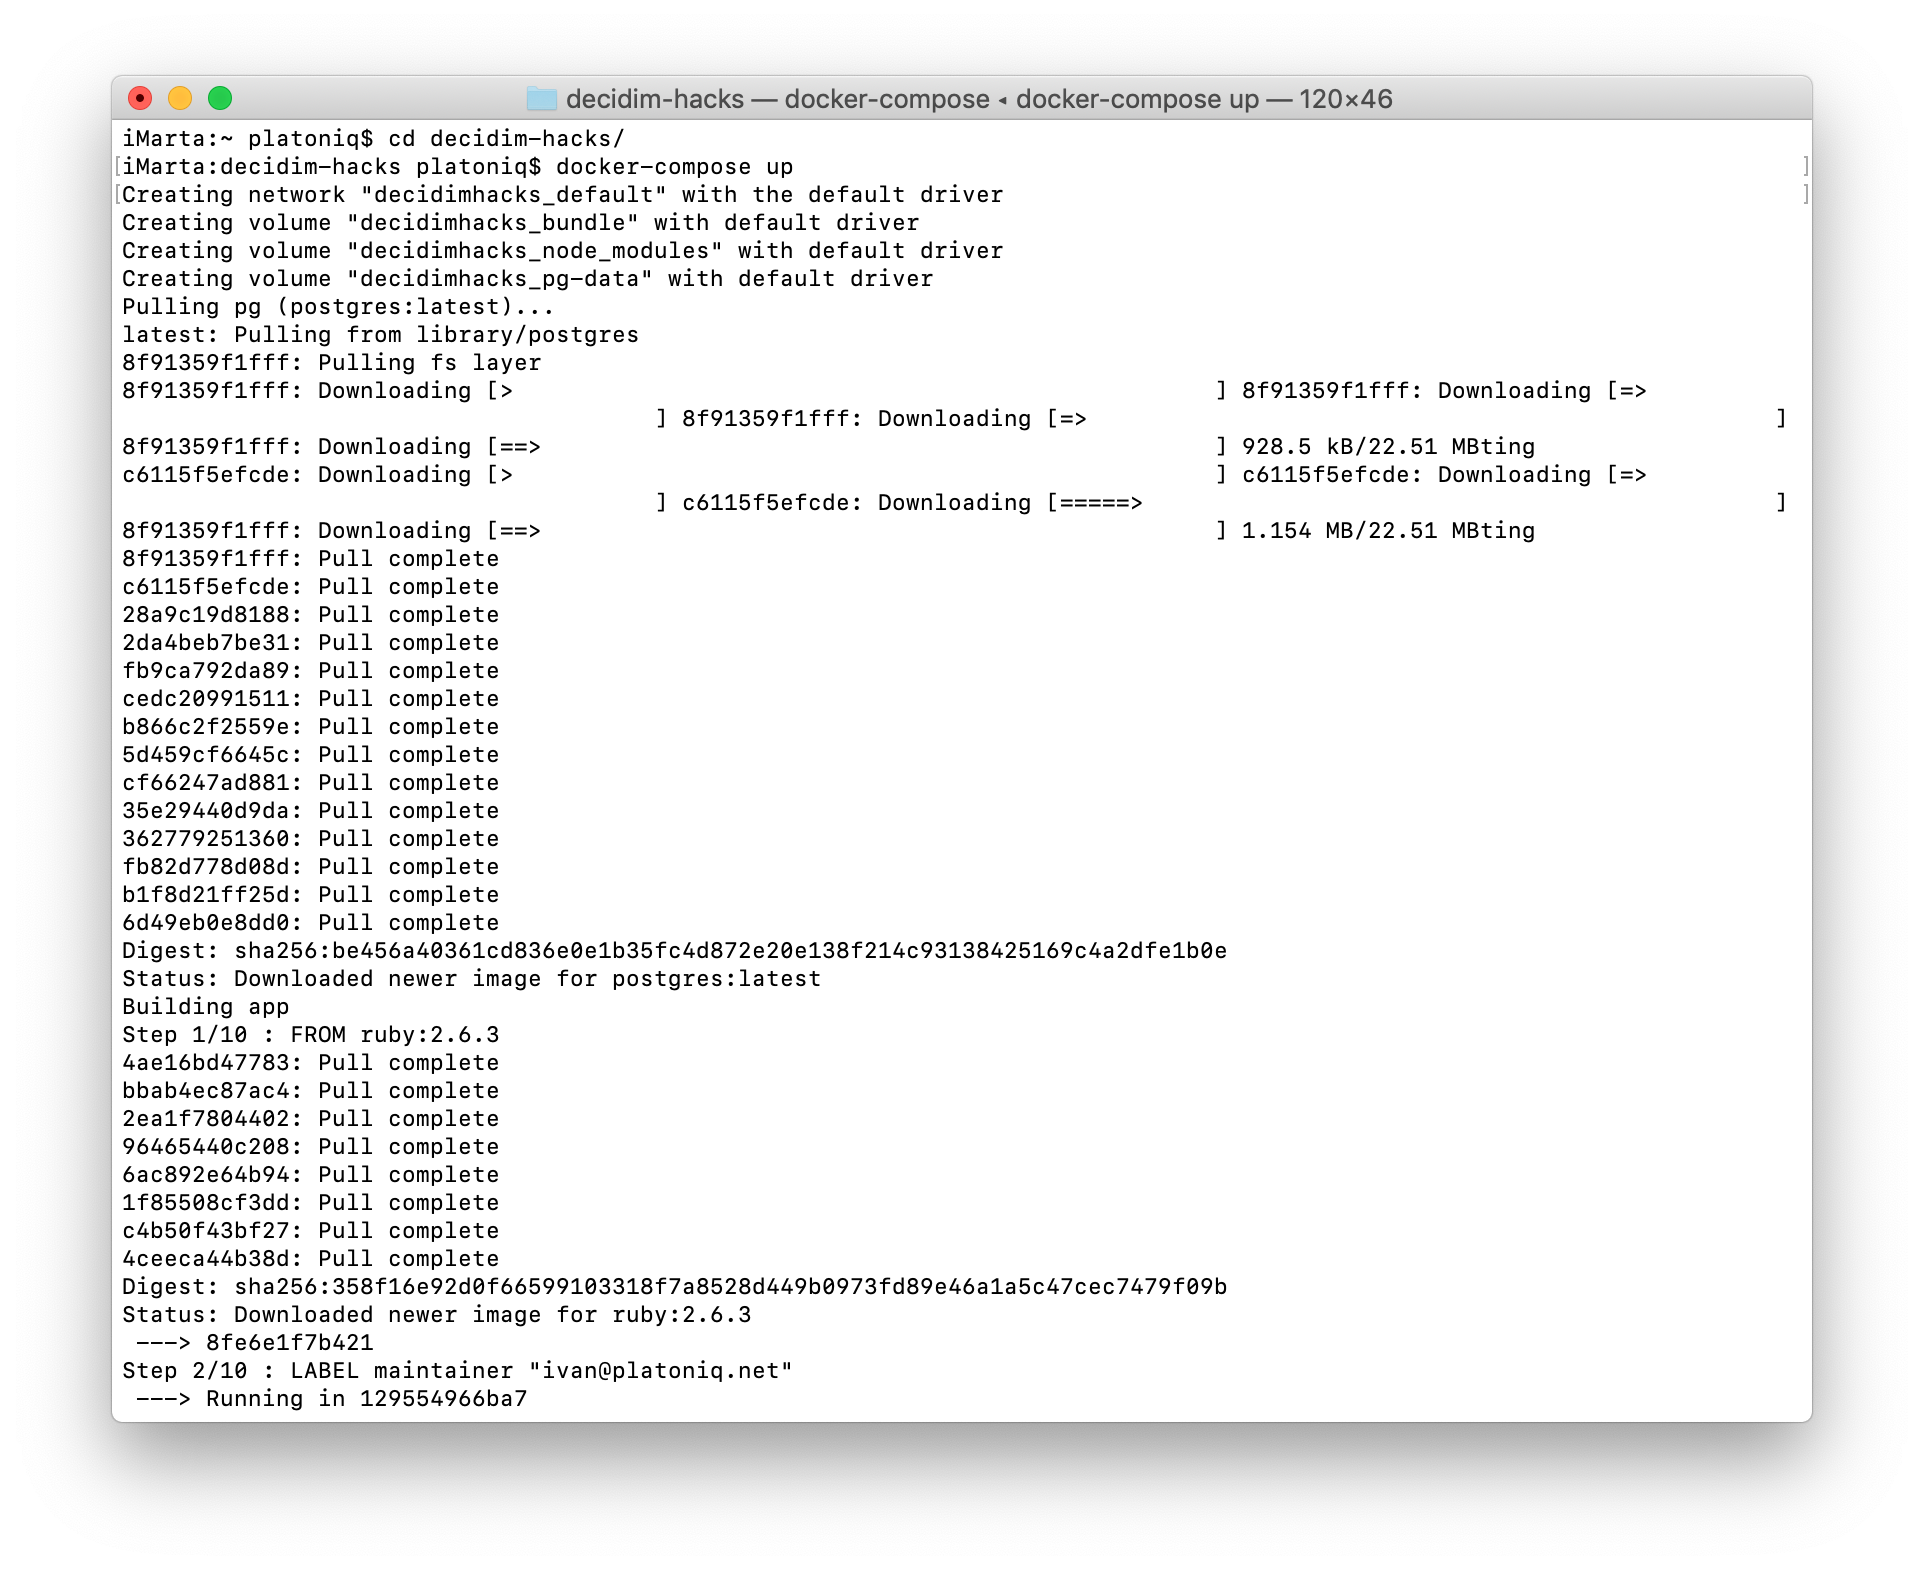 decidim-hacks — docker-compose ◂ docker-compose up — 120×46
iMarta:~ platoniq$ cd decidim-hacks/
[iMarta:decidim-hacks platoniq$ docker-compose up ]
[Creating network "decidimhacks_default" with the default driver ]
Creating volume "decidimhacks_bundle" with default driver
Creating volume "decidimhacks_node_modules" with default driver
Creating volume "decidimhacks_pg-data" with default driver
Pulling pg (postgres:latest)...
latest: Pulling from library/postgres
8f91359f1fff: Pulling fs layer
8f91359f1fff: Downloading [> ] 8f91359f1fff: Downloading [=>
] 8f91359f1fff: Downloading [=> ]
8f91359f1fff: Downloading [==> ] 928.5 kB/22.51 MBting
c6115f5efcde: Downloading [> ] c6115f5efcde: Downloading [=>
] c6115f5efcde: Downloading [=====> ]
8f91359f1fff: Downloading [==> ] 1.154 MB/22.51 MBting
8f91359f1fff: Pull complete
c6115f5efcde: Pull complete
28a9c19d8188: Pull complete
2da4beb7be31: Pull complete
fb9ca792da89: Pull complete
cedc20991511: Pull complete
b866c2f2559e: Pull complete
5d459cf6645c: Pull complete
cf66247ad881: Pull complete
35e29440d9da: Pull complete
362779251360: Pull complete
fb82d778d08d: Pull complete
b1f8d21ff25d: Pull complete
6d49eb0e8dd0: Pull complete
Digest: sha256:be456a40361cd836e0e1b35fc4d872e20e138f214c93138425169c4a2dfe1b0e
Status: Downloaded newer image for postgres:latest
Building app
Step 1/10 : FROM ruby:2.6.3
4ae16bd47783: Pull complete
bbab4ec87ac4: Pull complete
2ea1f7804402: Pull complete
96465440c208: Pull complete
6ac892e64b94: Pull complete
1f85508cf3dd: Pull complete
c4b50f43bf27: Pull complete
4ceeca44b38d: Pull complete
Digest: sha256:358f16e92d0f66599103318f7a8528d449b0973fd89e46a1a5c47cec7479f09b
Status: Downloaded newer image for ruby:2.6.3
---> 8fe6e1f7b421
Step 2/10 : LABEL maintainer "ivan@platoniq.net"
---> Running in 129554966ba7